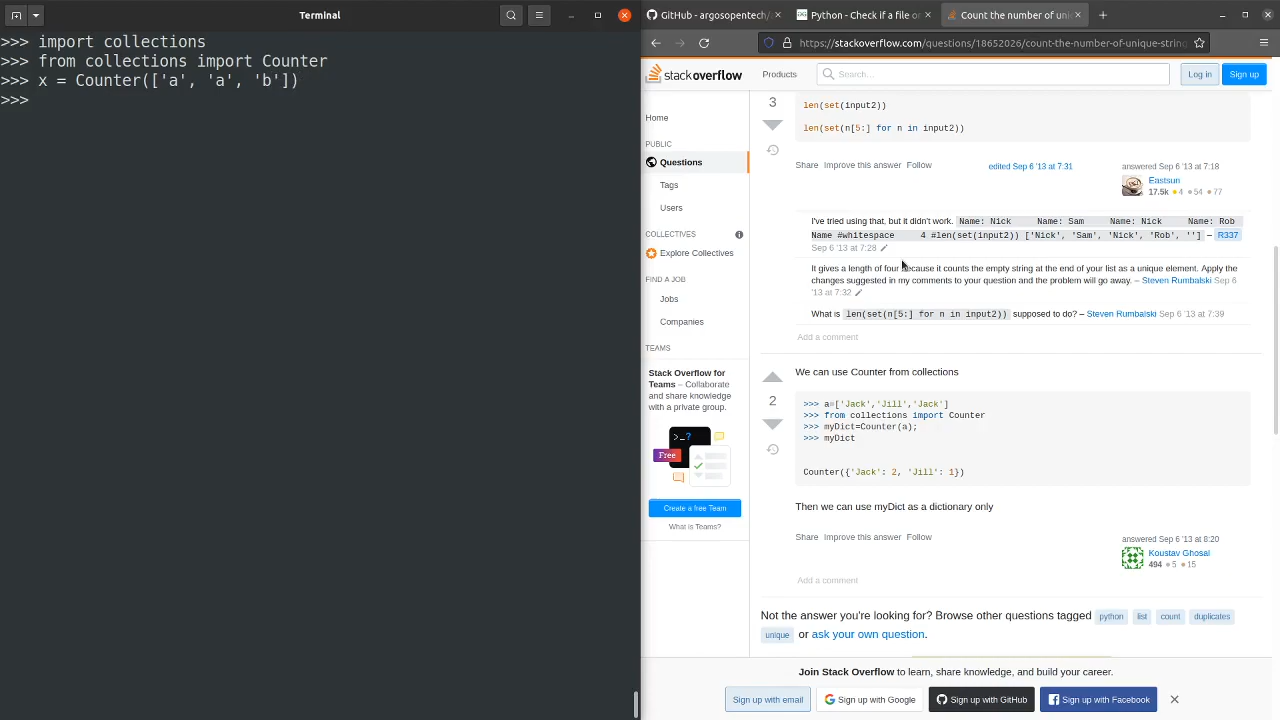 Terminal
>>> import collections
>>> from collections import Counter
>>> x = Counter(['a', 'a', 'b'])
>>>
GitHub - argosopentech/
Python - Check if a file or
Count the number of uni
https://stackoverflow.com/questions/18652026/count-the-number-of-unique-string
stackoverflow
Products
Search...
Log in
Sign up
Home
PUBLIC
Questions
Tags
Users
COLLECTIVES
Explore Collectives
FIND A JOB
Jobs
Companies
TEAMS
Stack Overflow for
Teams – Collaborate
and share knowledge
with a private group.
>_?
Free
Create a free Team
What is Teams?
3
len(set(input2))
len(set(n[5:] for n in input2))
Share Improve this answer Follow
edited Sep 6 '13 at 7:31
answered Sep 6 '13 at 7:18
Eastsun
17.5k 4 54 77
I've tried using that, but it didn't work. Name: Nick Name: Sam Name: Nick Name: Rob
Name #whitespace 4 #len(set(input2)) ['Nick', 'Sam', 'Nick', 'Rob', ''] – R337
Sep 6 '13 at 7:28
It gives a length of four because it counts the empty string at the end of your list as a unique element. Apply the
changes suggested in my comments to your question and the problem will go away. – Steven Rumbalski Sep 6
'13 at 7:32
What is len(set(n[5:] for n in input2)) supposed to do? – Steven Rumbalski Sep 6 '13 at 7:39
Add a comment
We can use Counter from collections
2
>>> a=['Jack','Jill','Jack']
>>> from collections import Counter
>>> myDict=Counter(a);
>>> myDict
Counter({'Jack': 2, 'Jill': 1})
Then we can use myDict as a dictionary only
Share Improve this answer Follow
answered Sep 6 '13 at 8:20
Koustav Ghosal
494 5 15
Add a comment
Not the answer you're looking for? Browse other questions tagged python list count duplicates
unique or ask your own question.
Join Stack Overflow to learn, share knowledge, and build your career.
Sign up with email
Sign up with Google
Sign up with GitHub
Sign up with Facebook